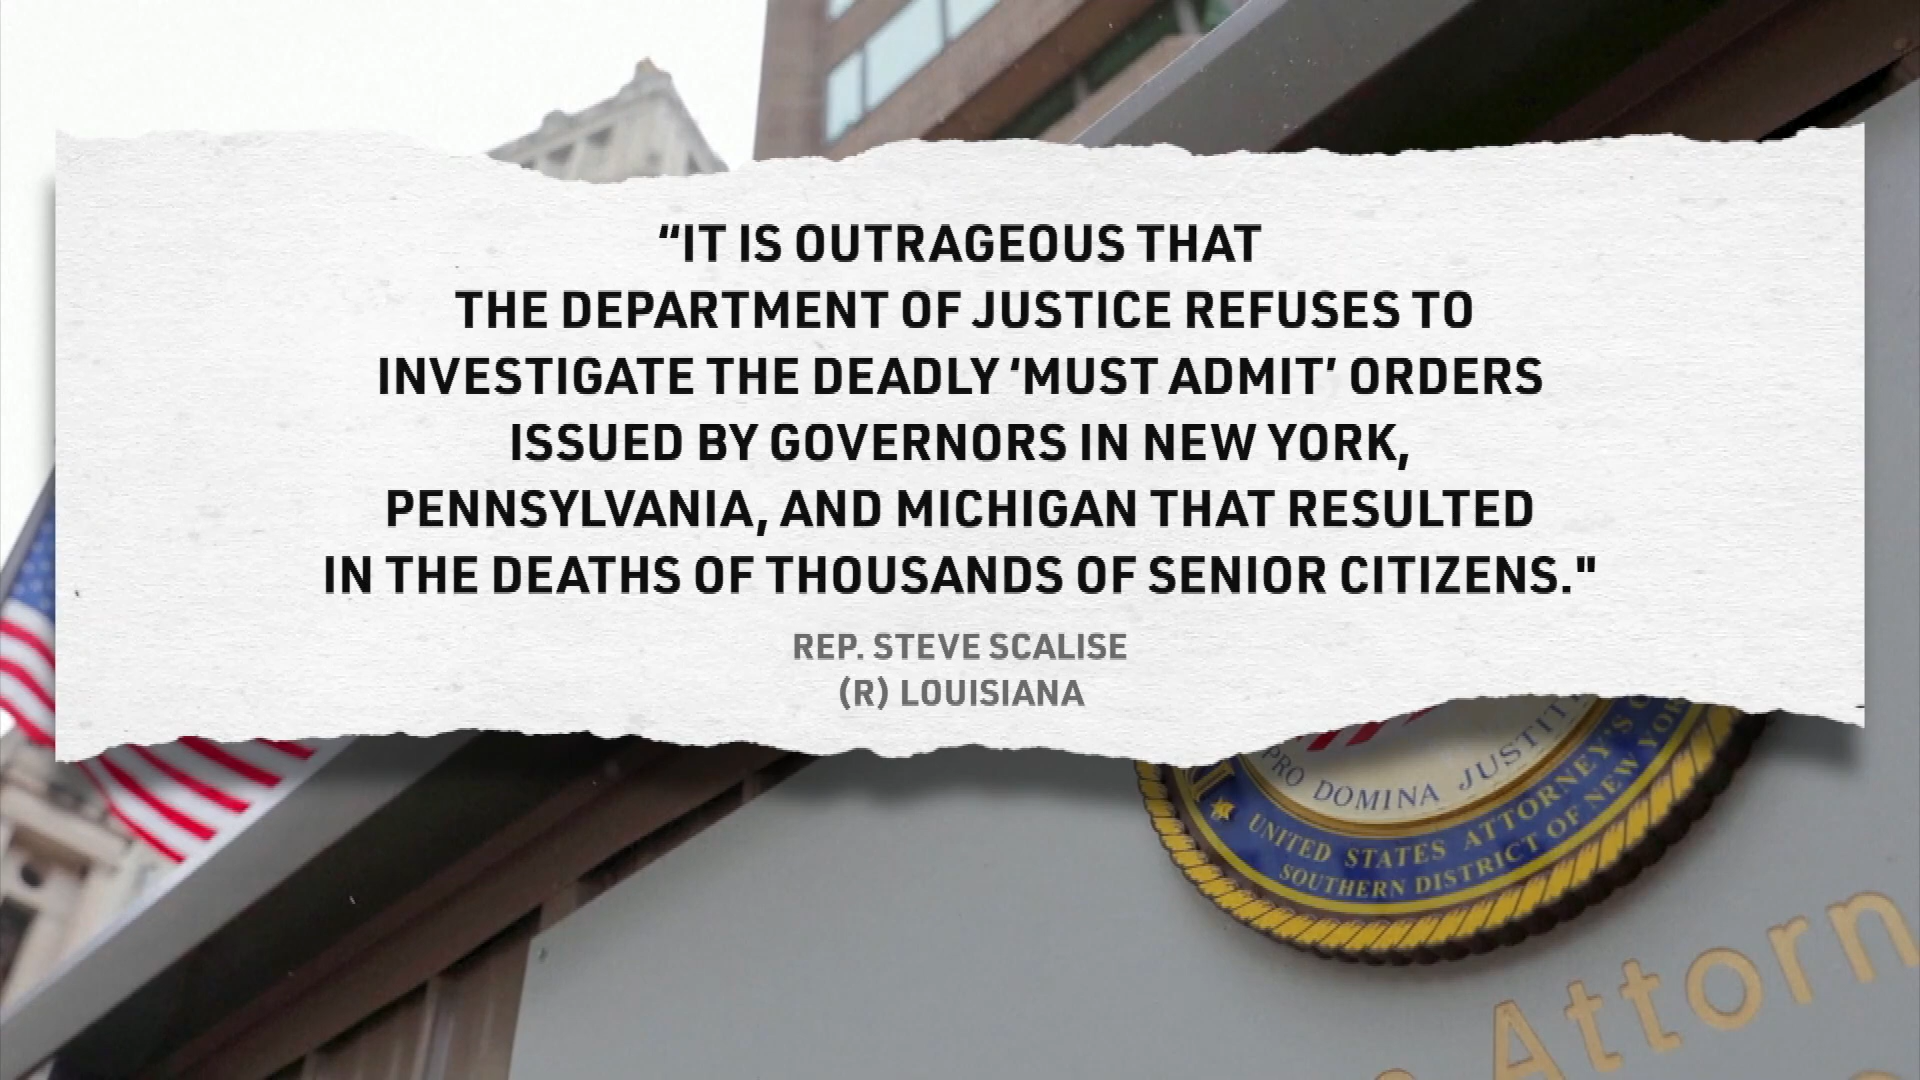 “IT IS OUTRAGEOUS THAT
THE DEPARTMENT OF JUSTICE REFUSES TO
INVESTIGATE THE DEADLY ‘MUST ADMIT’ ORDERS
ISSUED BY GOVERNORS IN NEW YORK,
PENNSYLVANIA, AND MICHIGAN THAT RESULTED
IN THE DEATHS OF THOUSANDS OF SENIOR CITIZENS."
REP. STEVE SCALISE
(R) LOUISIANA
PRO DOMINA JUSTITI
UNITED STATES ATTORNEY'S
SOUTHERN DISTRICT OF NEW YOR
Attorn